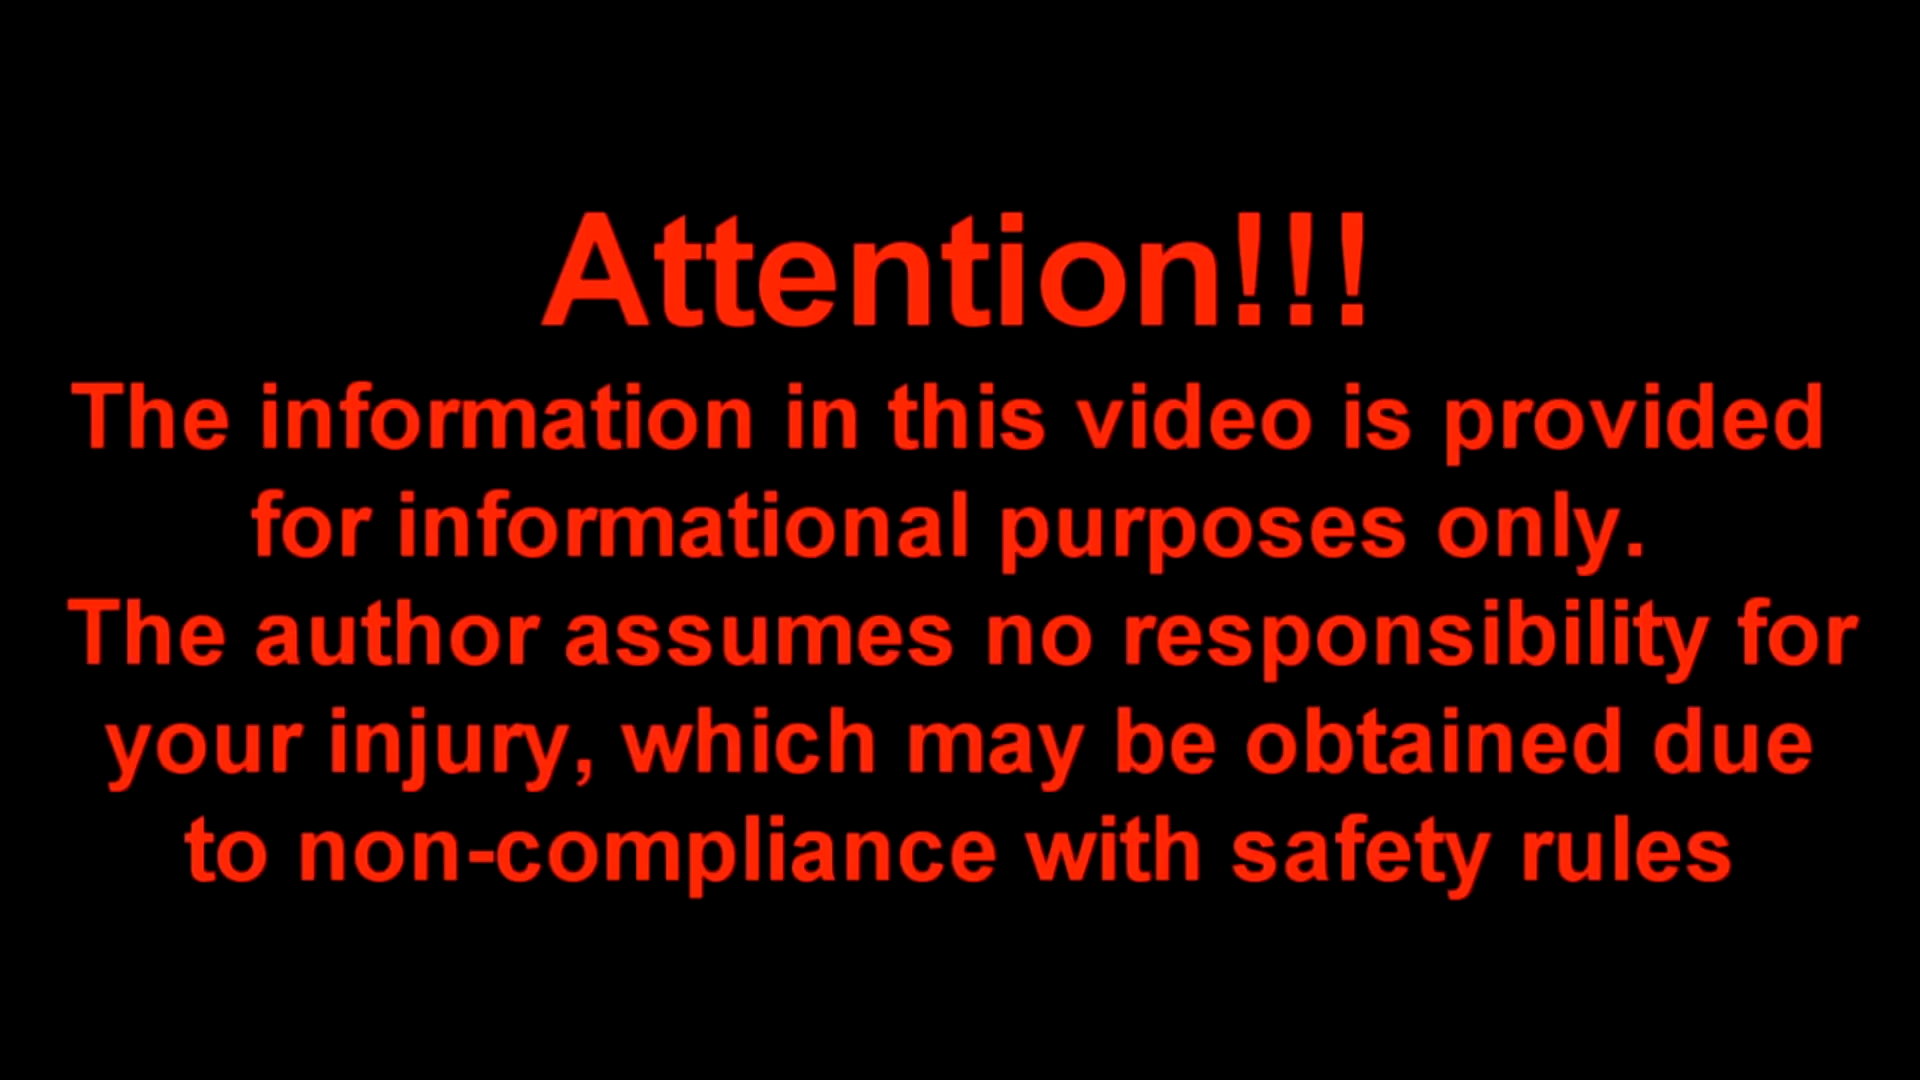 Attention!!!
The information in this video is provided
for informational purposes only.
The author assumes no responsibility for
your injury, which may be obtained due
to non-compliance with safety rules